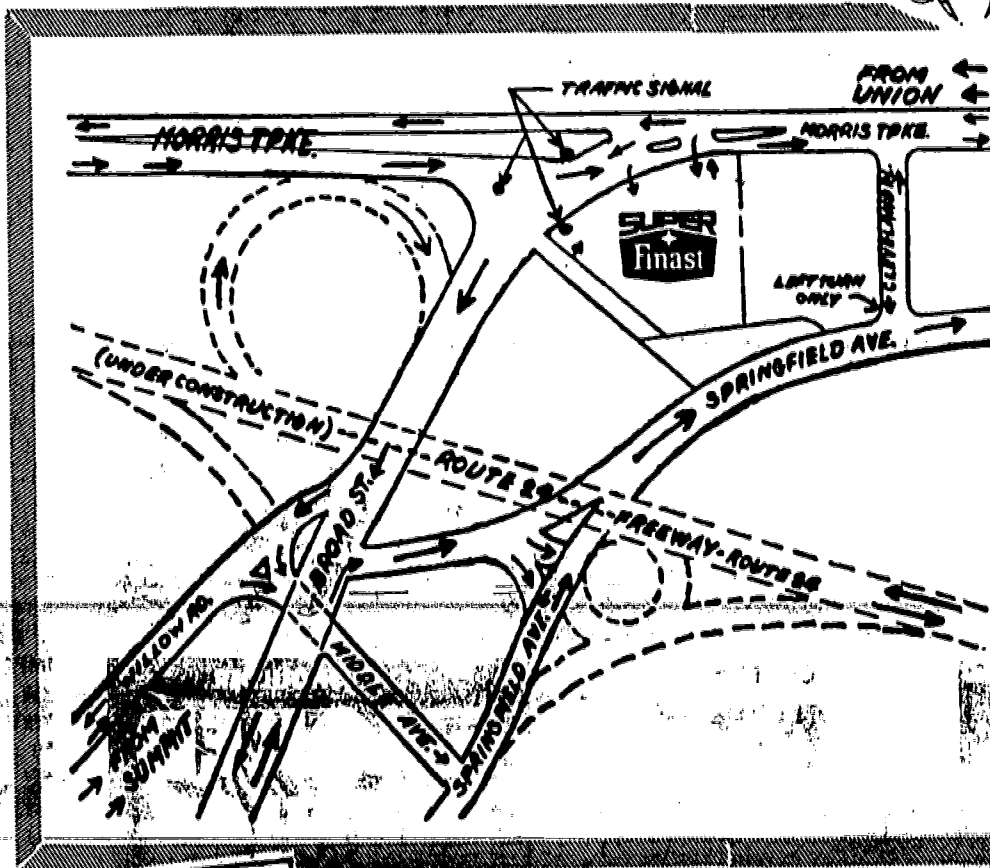 TRAFFIC SIGNAL
FROM
UNION
MORRIS TPKE.
MORRIS TPKE.
SUPER
Finast
LEFT TURN
ONLY
SPRINGFIELD AVE.
(UNDER CONSTRUCTION)
ROUTE 24
FREEWAY-ROUTE 24
BROAD ST.
WILLOW RD.
FROM
SUMMIT
AVE.
SPRINGFIELD AVE.